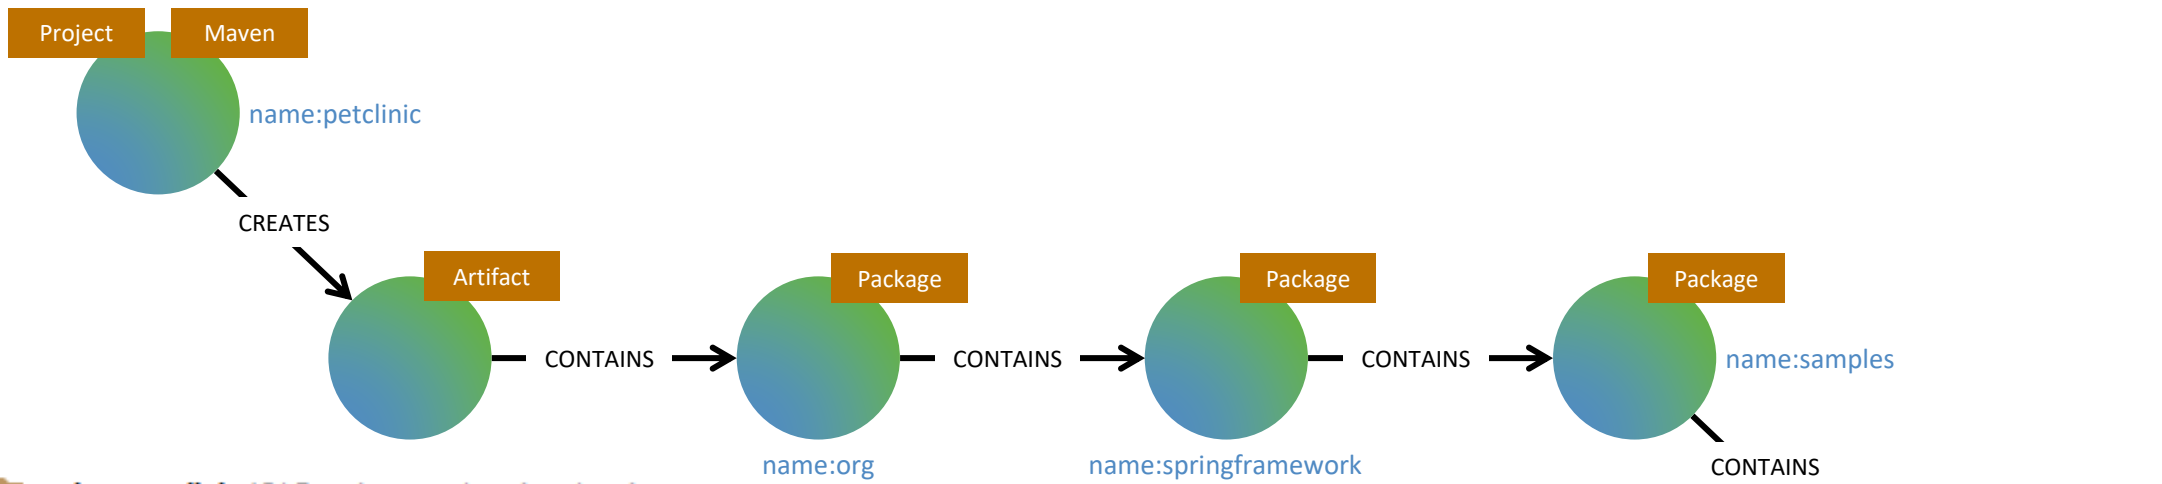 Project
Maven
name:petclinic
CREATES
Artifact
Package
Package
Package
CONTAINS
CONTAINS
CONTAINS
name:samples
name:org
name:springframework
CONTAINS